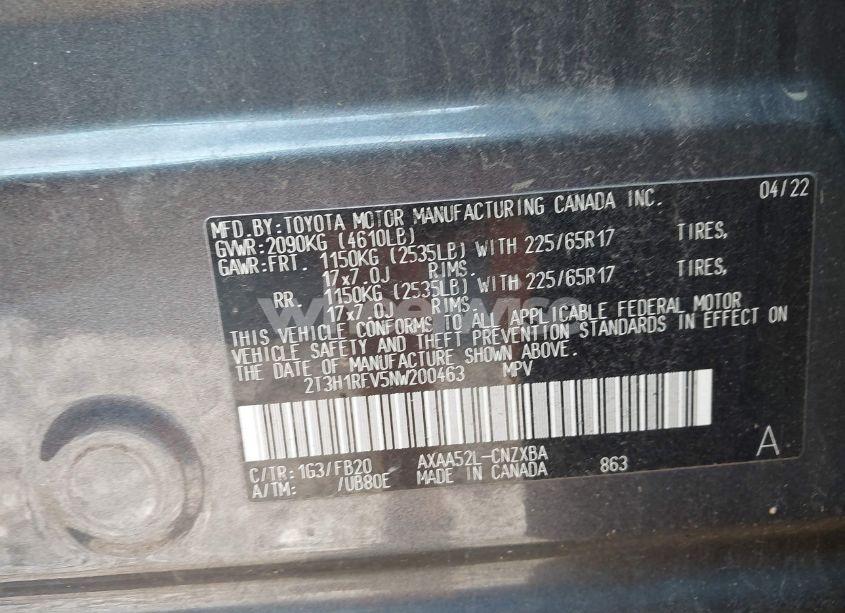 04/22
MFD.BY:TOYOTA MOTOR MANUFACTURING CANADA INC.
GVWR:2090KG (4610LB)
GAWR:FRT. 1150KG (2535LB) WITH 225/65R17 TIRES,
17x7.0J RIMS.
RR. 1150KG (2535LB) WITH 225/65R17 TIRES,
17x7.0J RIMS.
THIS VEHICLE CONFORMS TO ALL APPLICABLE FEDERAL MOTOR
VEHICLE SAFETY AND THEFT PREVENTION STANDARDS IN EFFECT ON
THE DATE OF MANUFACTURE SHOWN ABOVE.
2T3H1RFV5NW200463 MPV
C/TR: 1G3/FB20 AXAA52L-CNZXBA A
A/TM: /UB80E MADE IN CANADA 863